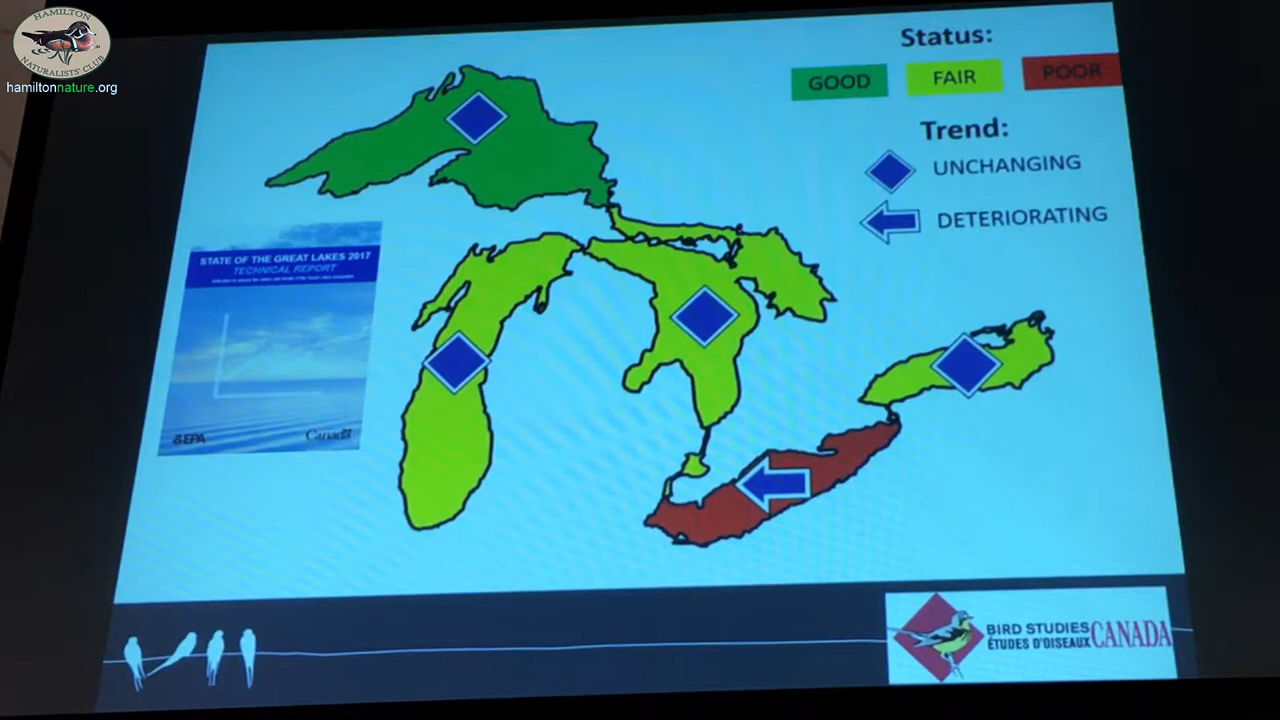 HAMILTON
NATURALISTS' CLUB
hamiltonnature.org
Status:
GOOD
FAIR
POOR
Trend:
UNCHANGING
DETERIORATING
STATE OF THE GREAT LAKES 2017
TECHNICAL REPORT
EPA
Canada
BIRD STUDIES
ÉTUDES D'OISEAUX
CANADA